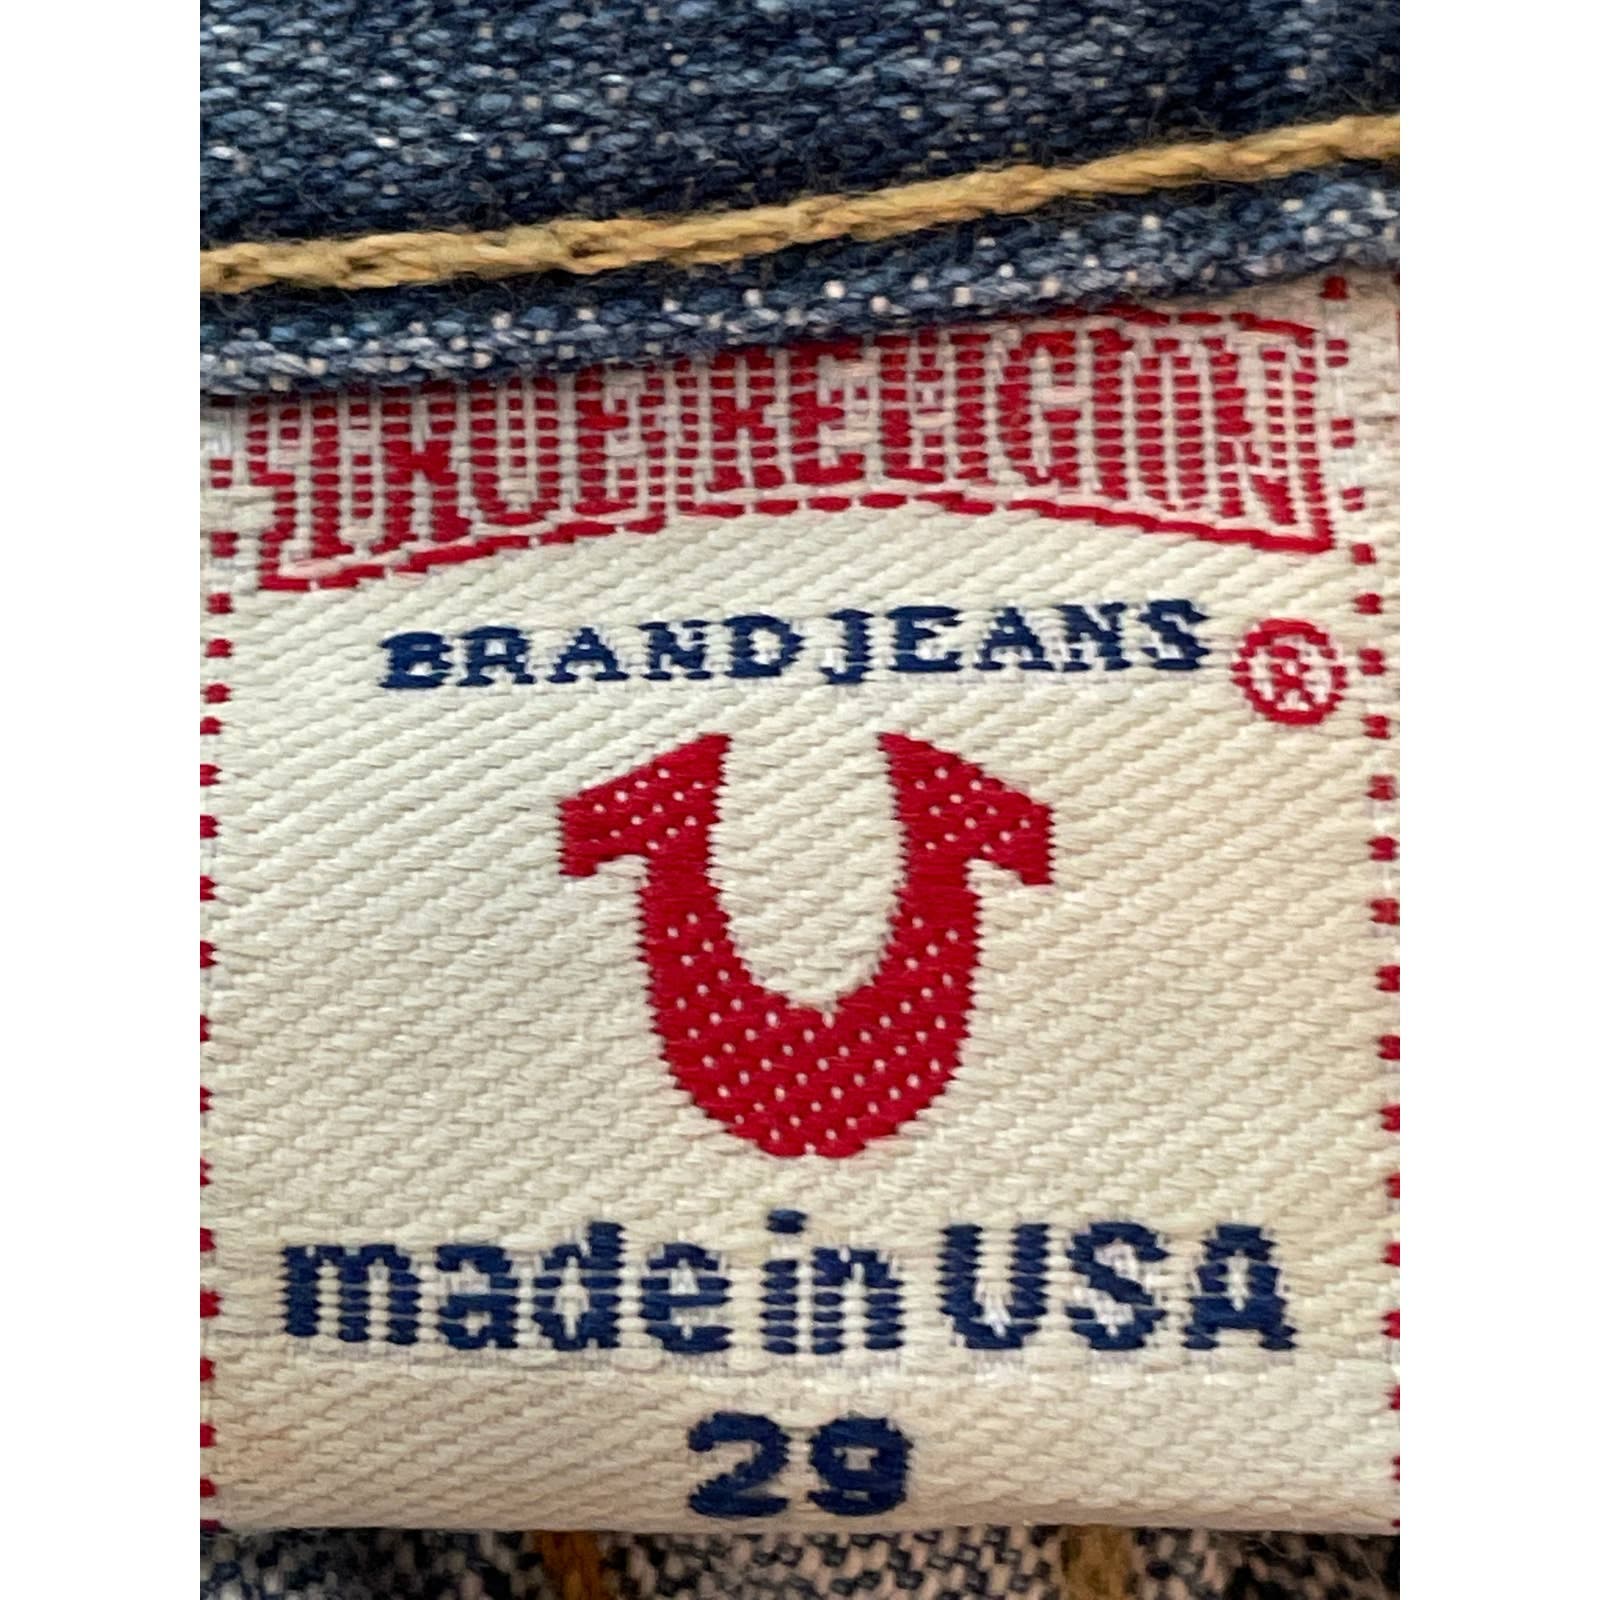 TRUE RELIGION
BRAND JEANS ®
made in USA
29